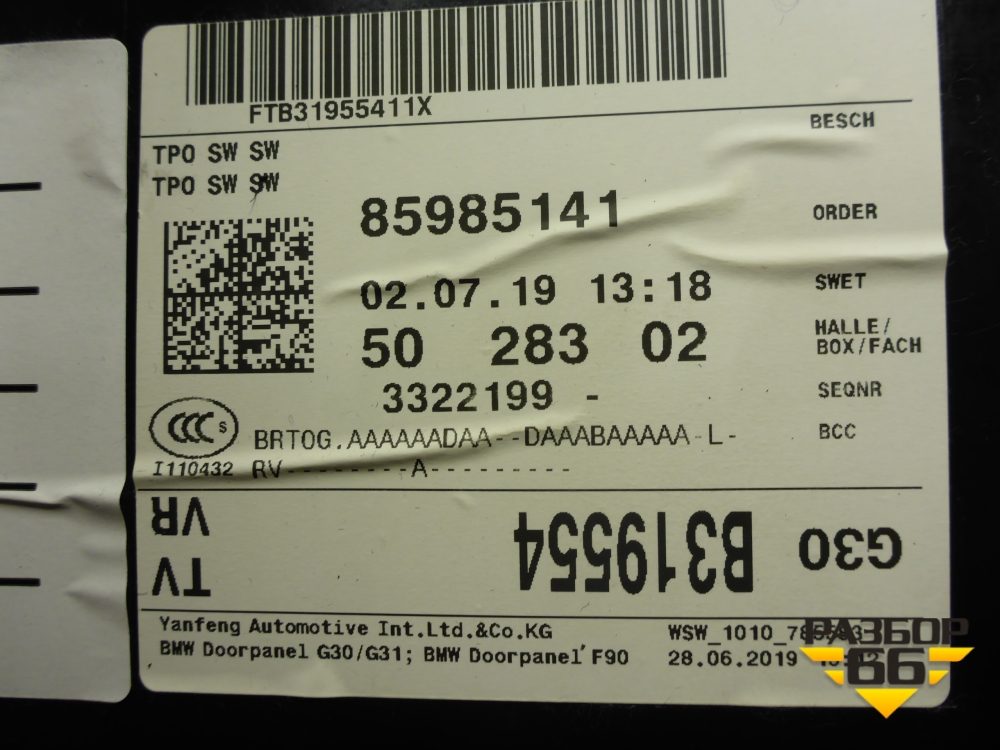 FTB31955411X
BESCH
TPO SW SW
TPO SW SW
85985141 ORDER
02.07.19 13:18 SWET
50 283 02 HALLE/
BOX/FACH
3322199 - SEQNR
CCC S
BRTOG.AAAAAADAA--DAAABAAAAA-L- BCC
I110432 RV--------A---------
VR
TV
B319554
G30
Yanfeng Automotive Int.Ltd.&Co.KG WSW_1010
BMW Doorpanel G30/G31; BMW Doorpanel F90 28.06.2019
РАЗБОР
66